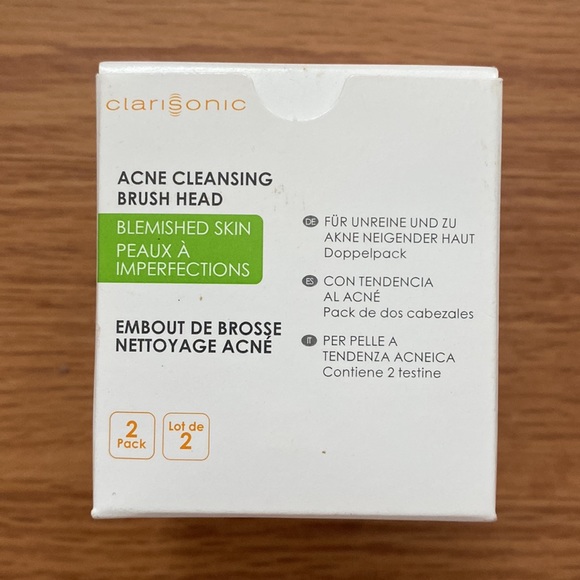 clarisonic
ACNE CLEANSING
BRUSH HEAD
BLEMISHED SKIN
PEAUX À
IMPERFECTIONS
EMBOUT DE BROSSE
NETTOYAGE ACNÉ
2
Pack
Lot de
2
DE FÜR UNREINE UND ZU
AKNE NEIGENDER HAUT
Doppelpack
ES CON TENDENCIA
AL ACNÉ
Pack de dos cabezales
IT PER PELLE A
TENDENZA ACNEICA
Contiene 2 testine